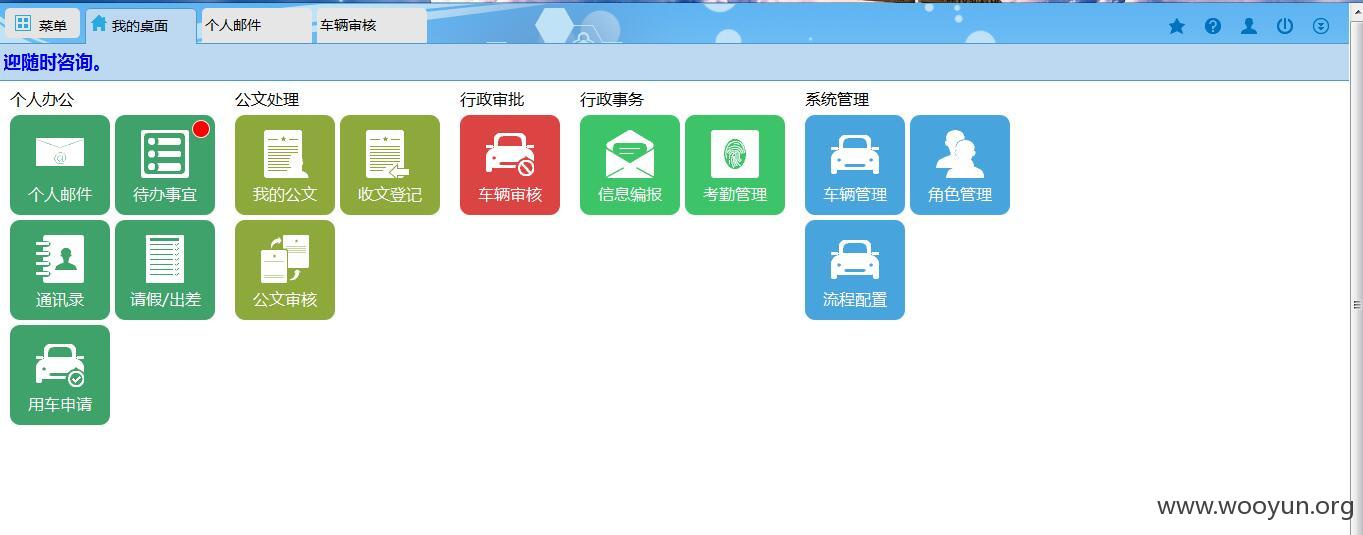 菜单 我的桌面 个人邮件 车辆审核
迎随时咨询。
个人办公 公文处理 行政审批 行政事务 系统管理
@
个人邮件 待办事宜 我的公文 收文登记 车辆审核 信息编报 考勤管理 车辆管理 角色管理
通讯录 请假/出差 公文审核 流程配置
用车申请
www.wooyun.org